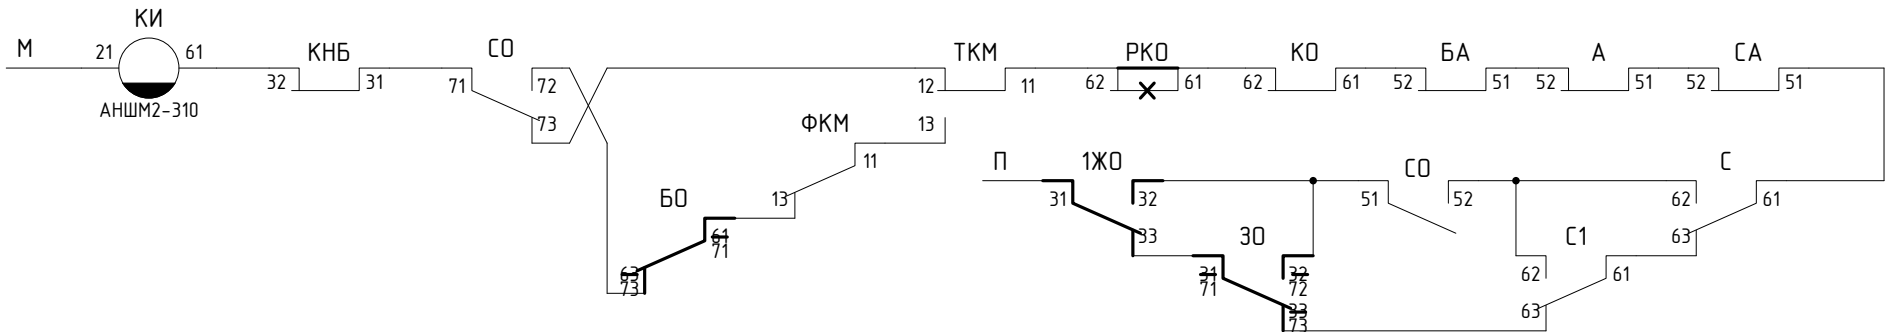 КИ
М 21 61 КНБ СО ТКМ РКО КО БА А СА
32 31 71 72 12 11 62 61 62 61 52 51 52 51 52 51
АНШМ2-310
73 ФКМ 13
11 П 1ЖО СО С
БО 13 31 32 51 52 62 61
61 33 ЗО С1 63
71
63 31 32 62 61
73 71 72
33 63
73